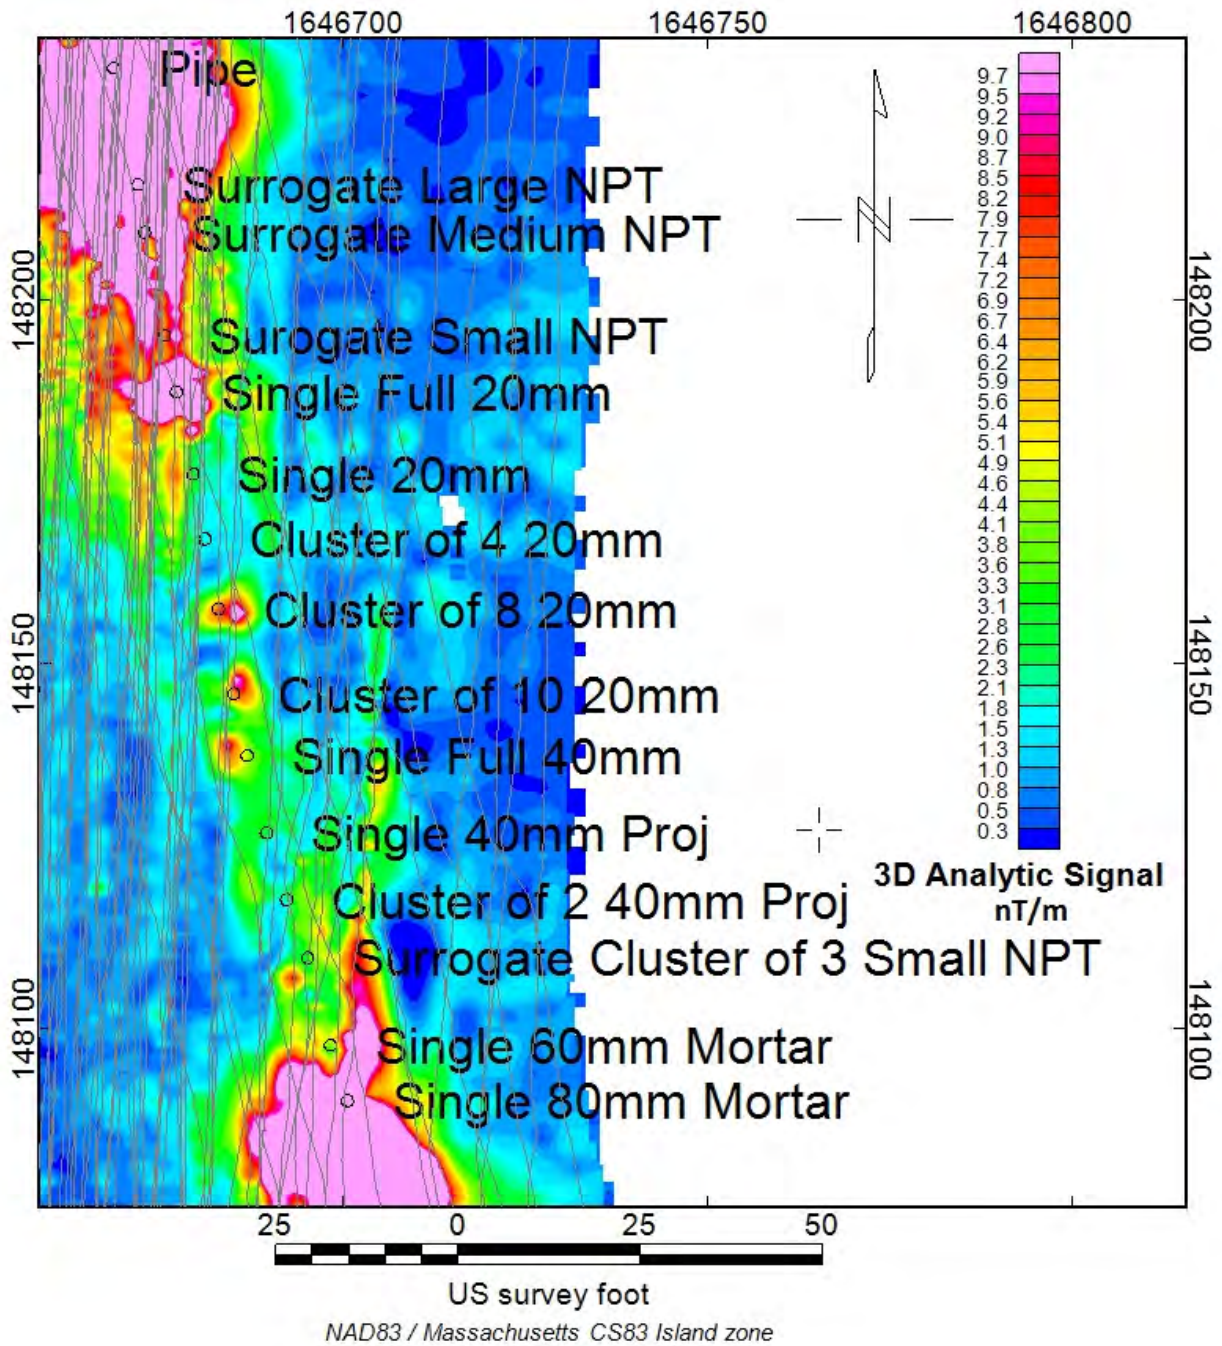 1646700 1646750 1646800
Pipe
Surrogate Large NPT
Surrogate Medium NPT
148200
148200
Surogate Small NPT
Single Full 20mm
Single 20mm
Cluster of 4 20mm
Cluster of 8 20mm
148150
148150
Cluster of 10 20mm
Single Full 40mm
Single 40mm Proj
Cluster of 2 40mm Proj
Surrogate Cluster of 3 Small NPT
148100
148100
Single 60mm Mortar
Single 80mm Mortar
N
9.7
9.5
9.2
9.0
8.7
8.5
8.2
7.9
7.7
7.4
7.2
6.9
6.7
6.4
6.2
5.9
5.6
5.4
5.1
4.9
4.6
4.4
4.1
3.8
3.6
3.3
3.1
2.8
2.6
2.3
2.1
1.8
1.5
1.3
1.0
0.8
0.5
0.3
3D Analytic Signal
nT/m
25 0 25 50
US survey foot
NAD83 / Massachusetts CS83 Island zone